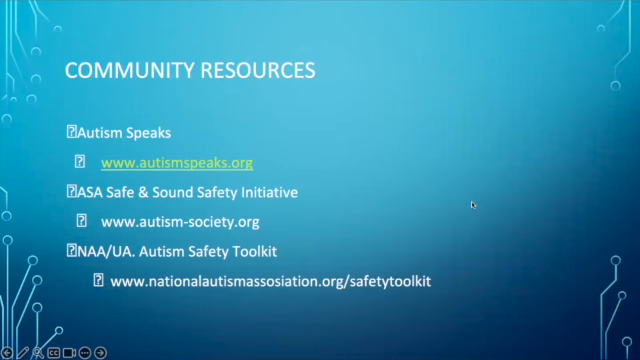 COMMUNITY RESOURCES
Autism Speaks
www.autismspeaks.org
ASA Safe & Sound Safety Initiative
www.autism-society.org
NAA/UA. Autism Safety Toolkit
www.nationalautismassosiation.org/safetytoolkit
CC